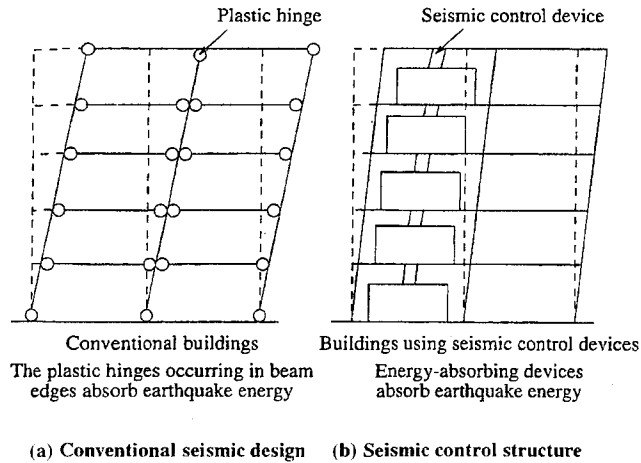 Plastic hinge
Seismic control device
Conventional buildings
The plastic hinges occurring in beam
edges absorb earthquake energy
Buildings using seismic control devices
Energy-absorbing devices
absorb earthquake energy
(a) Conventional seismic design
(b) Seismic control structure